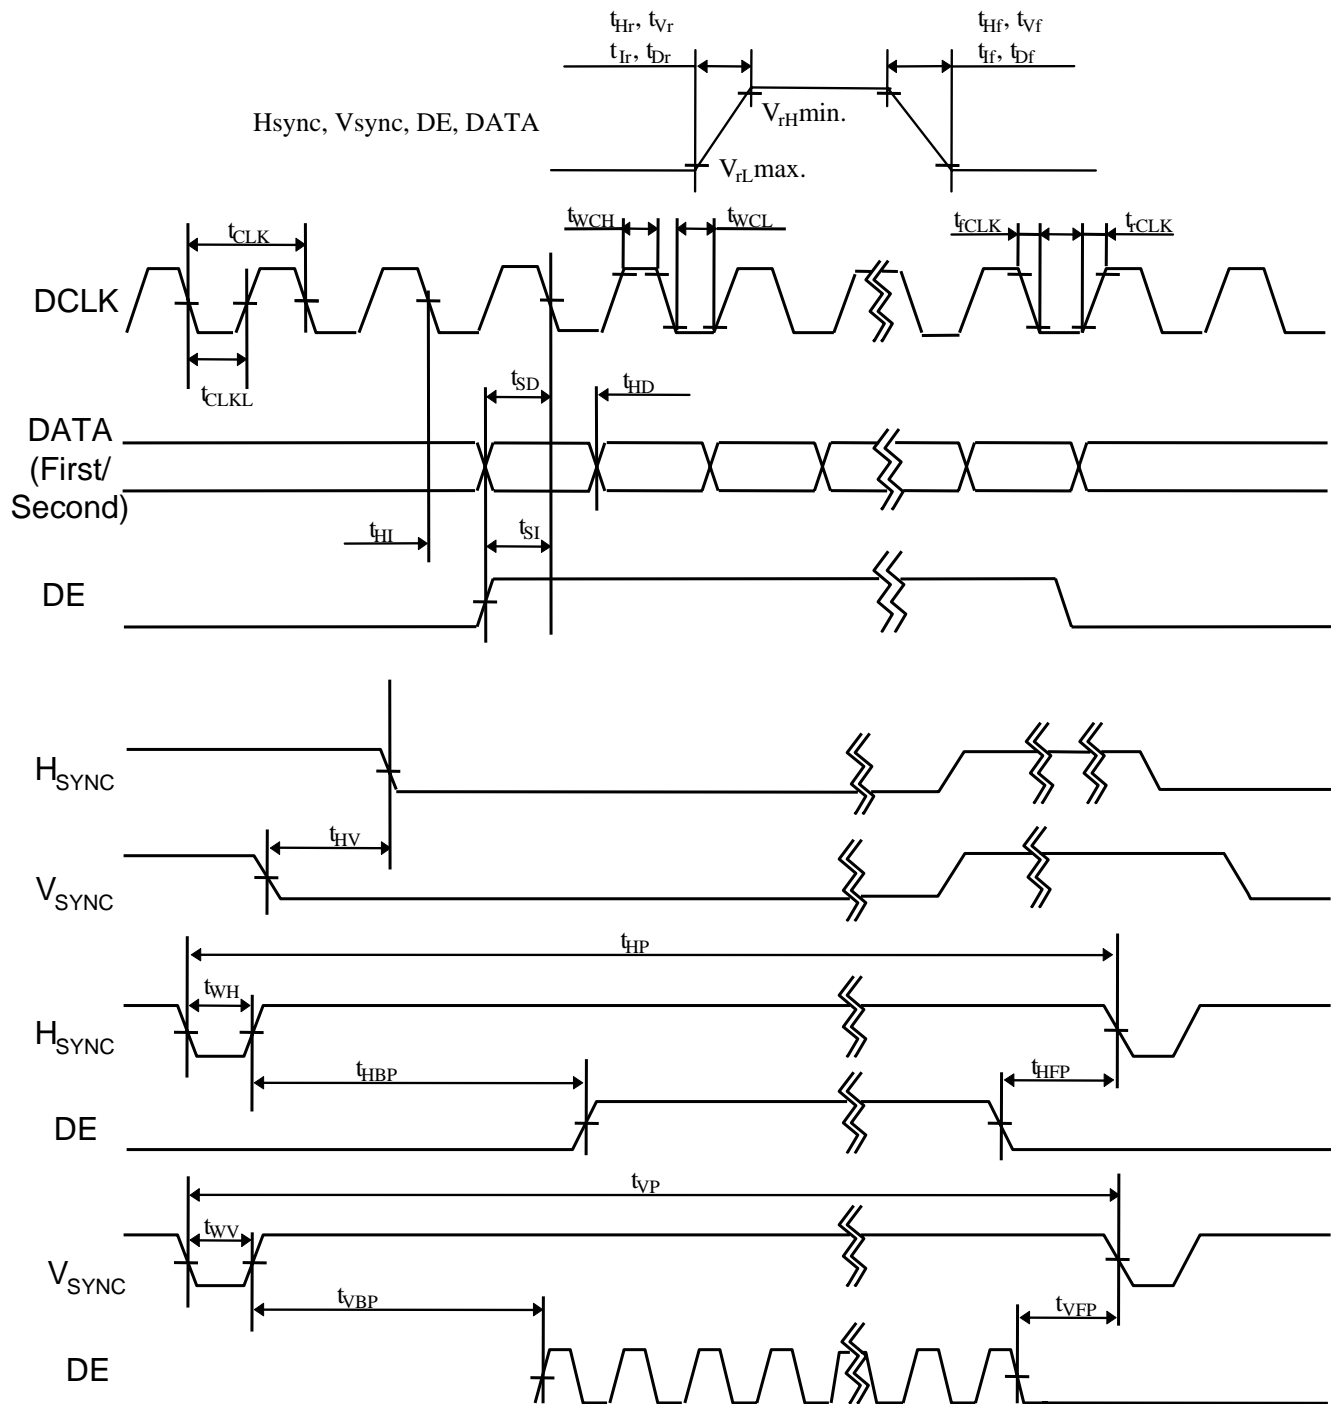 tHr, tVr
tIr, tDr
tHf, tVf
tIf, tDf
Hsync, Vsync, DE, DATA
VrHmin.
VrLmax.
tCLK
tWCH
tWCL
tfCLK
trCLK
DCLK
tCLKL
tSD
tHD
DATA
(First/
Second)
tHI
tSI
DE
HSYNC
tHV
VSYNC
tHP
tWH
HSYNC
tHBP
tHFP
DE
tVP
tWV
VSYNC
tVBP
tVFP
DE